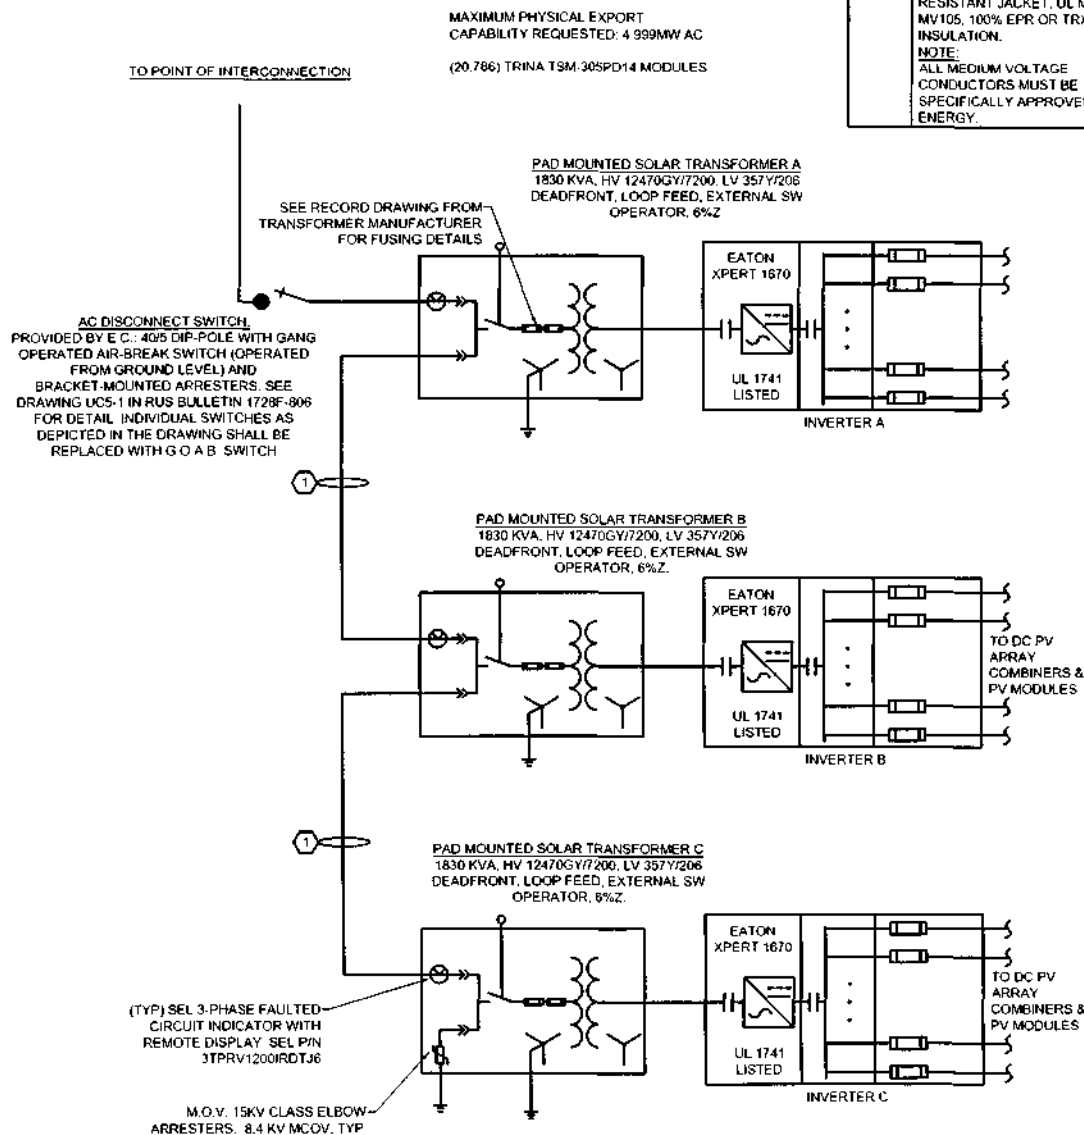 MAXIMUM PHYSICAL EXPORT
CAPABILITY REQUESTED: 4.999MW AC
(20,786) TRINA TSM-305PD14 MODULES
RESISTANT JACKET, UL
MV105, 100% EPR OR
INSULATION.
NOTE:
ALL MEDIUM VOLTAGE
CONDUCTORS MUST BE
SPECIFICALLY
ENERGY.
TO POINT OF INTERCONNECTION
PAD MOUNTED SOLAR TRANSFORMER A
1830 KVA, HV 12470GY/7200, LV 357Y/206
DEADFRONT, LOOP FEED, EXTERNAL SW
OPERATOR, 6%Z
SEE RECORD DRAWING FROM
TRANSFORMER MANUFACTURER
FOR FUSING DETAILS
EATON
XPERT 1670
UL 1741
LISTED
INVERTER A
AC DISCONNECT SWITCH.
PROVIDED BY E.C.: 40/5 DIP-POLE WITH GANG
OPERATED AIR-BREAK SWITCH (OPERATED
FROM GROUND LEVEL) AND
BRACKET-MOUNTED ARRESTERS. SEE
DRAWING UC5-1 IN RUS BULLETIN 1728F-806
FOR DETAIL. INDIVIDUAL SWITCHES AS
DEPICTED IN THE DRAWING SHALL BE
REPLACED WITH G O A B SWITCH
1
PAD MOUNTED SOLAR TRANSFORMER B
1830 KVA, HV 12470GY/7200, LV 357Y/206
DEADFRONT, LOOP FEED, EXTERNAL SW
OPERATOR, 6%Z.
EATON
XPERT 1670
UL 1741
LISTED
INVERTER B
TO DC PV
ARRAY
COMBINERS &
PV MODULES
1
PAD MOUNTED SOLAR TRANSFORMER C
1830 KVA, HV 12470GY/7200, LV 357Y/206
DEADFRONT, LOOP FEED, EXTERNAL SW
OPERATOR, 6%Z.
EATON
XPERT 1670
UL 1741
LISTED
INVERTER C
TO DC PV
ARRAY
COMBINERS &
PV MODULES
(TYP) SEL 3-PHASE FAULTED
CIRCUIT INDICATOR WITH
REMOTE DISPLAY SEL P/N
3TPRV1200IRDTJ6
M.O.V. 15KV CLASS ELBOW
ARRESTERS. 8.4 KV MCOV, TYP